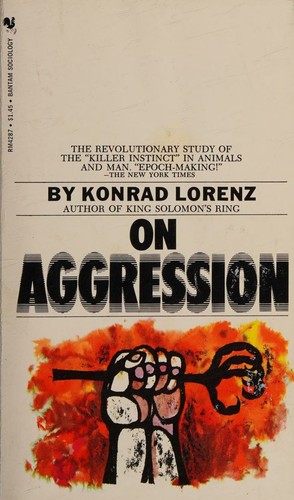 RM4287 • $1.45 • BANTAM SOCIOLOGY
THE REVOLUTIONARY STUDY OF
THE "KILLER INSTINCT" IN ANIMALS
AND MAN. "EPOCH-MAKING!"
—THE NEW YORK TIMES
BY KONRAD LORENZ
AUTHOR OF KING SOLOMON'S RING
ON
AGGRESSION